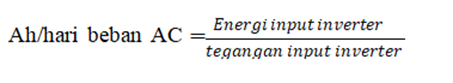 Ah/hari beban AC = Energi input inverter / tegangan input inverter